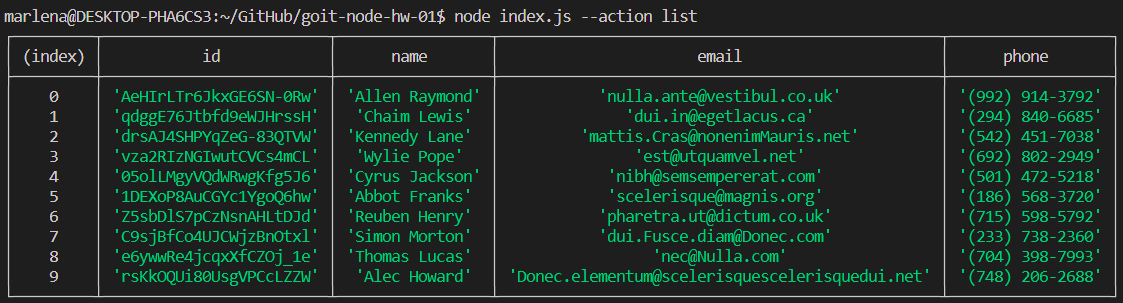 marlena@DESKTOP-PHA6CS3:~/GitHub/goit-node-hw-01$ node index.js --action list
(index) id name email phone
0 'AeHIrLTr6JkxGE6SN-0Rw' 'Allen Raymond' 'nulla.ante@vestibul.co.uk' '(992) 914-3792'
1 'qdggE76Jtbfd9eWJHrssH' 'Chaim Lewis' 'dui.in@egetlacus.ca' '(294) 840-6685'
2 'drsAJ4SHPYqZeG-83QTVW' 'Kennedy Lane' 'mattis.Cras@nonenimMauris.net' '(542) 451-7038'
3 'vza2RIzNGIwutCVCs4mCL' 'Wylie Pope' 'est@utquamvel.net' '(692) 802-2949'
4 '05olLMgyVQdWRwgKfg5J6' 'Cyrus Jackson' 'nibh@semsempererat.com' '(501) 472-5218'
5 '1DEXoP8AuCGYc1YgoQ6hw' 'Abbot Franks' 'scelerisque@magnis.org' '(186) 568-3720'
6 'Z5sbDlS7pCzNsnAHLtDJd' 'Reuben Henry' 'pharetra.ut@dictum.co.uk' '(715) 598-5792'
7 'C9sjBfCo4UJCWjzBnOtxl' 'Simon Morton' 'dui.Fusce.diam@Donec.com' '(233) 738-2360'
8 'e6ywwRe4jcqxXfCZOj_1e' 'Thomas Lucas' 'nec@Nulla.com' '(704) 398-7993'
9 'rsKkOQUi80UsgVPCcLZZW' 'Alec Howard' 'Donec.elementum@scelerisquescelerisquedui.net' '(748) 206-2688'